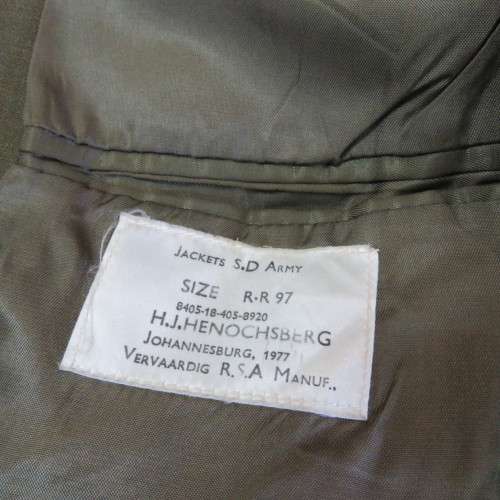 JACKETS S.D ARMY
SIZE R.R 97
8405-18-405-8920
H.J.HENOCHSBERG
JOHANNESBURG, 1977
VERVAARDIG R.S.A MANUF.,